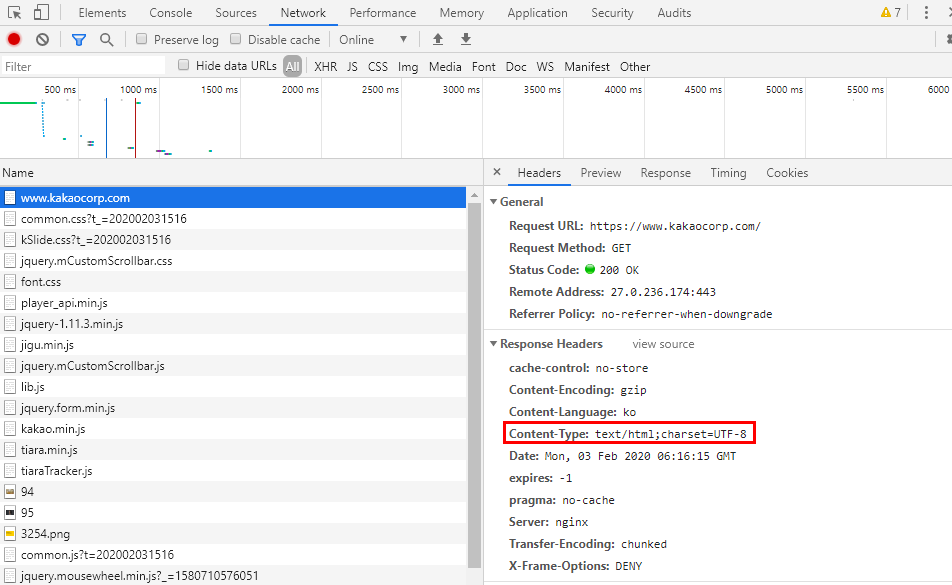 Elements Console Sources Network Performance Memory Application Security Audits 7
Preserve log Disable cache Online
Filter Hide data URLs All XHR JS CSS Img Media Font Doc WS Manifest Other
500 ms 1000 ms 1500 ms 2000 ms 2500 ms 3000 ms 3500 ms 4000 ms 4500 ms 5000 ms 5500 ms 6000
Name
www.kakaocorp.com
common.css?t_=202002031516
kSlide.css?t_=202002031516
jquery.mCustomScrollbar.css
font.css
player_api.min.js
jquery-1.11.3.min.js
jigu.min.js
jquery.mCustomScrollbar.js
lib.js
jquery.form.min.js
kakao.min.js
tiara.min.js
tiaraTracker.js
94
95
3254.png
common.js?t=202002031516
jquery.mousewheel.min.js?_=1580710576051
× Headers Preview Response Timing Cookies
General
Request URL: https://www.kakaocorp.com/
Request Method: GET
Status Code: 200 OK
Remote Address: 27.0.236.174:443
Referrer Policy: no-referrer-when-downgrade
Response Headers view source
cache-control: no-store
Content-Encoding: gzip
Content-Language: ko
Content-Type: text/html;charset=UTF-8
Date: Mon, 03 Feb 2020 06:16:15 GMT
expires: -1
pragma: no-cache
Server: nginx
Transfer-Encoding: chunked
X-Frame-Options: DENY